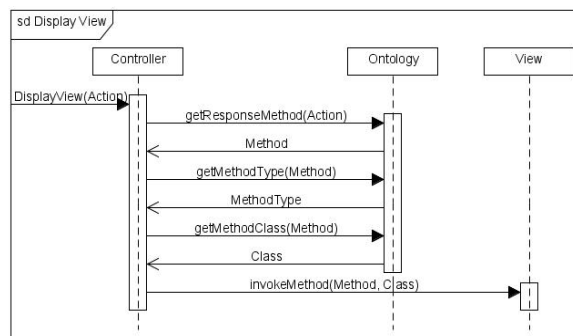 sd Display View
Controller
Ontology
View
DisplayView(Action)
getResponseMethod(Action)
Method
getMethodType(Method)
MethodType
getMethodClass(Method)
Class
invokeMethod(Method, Class)